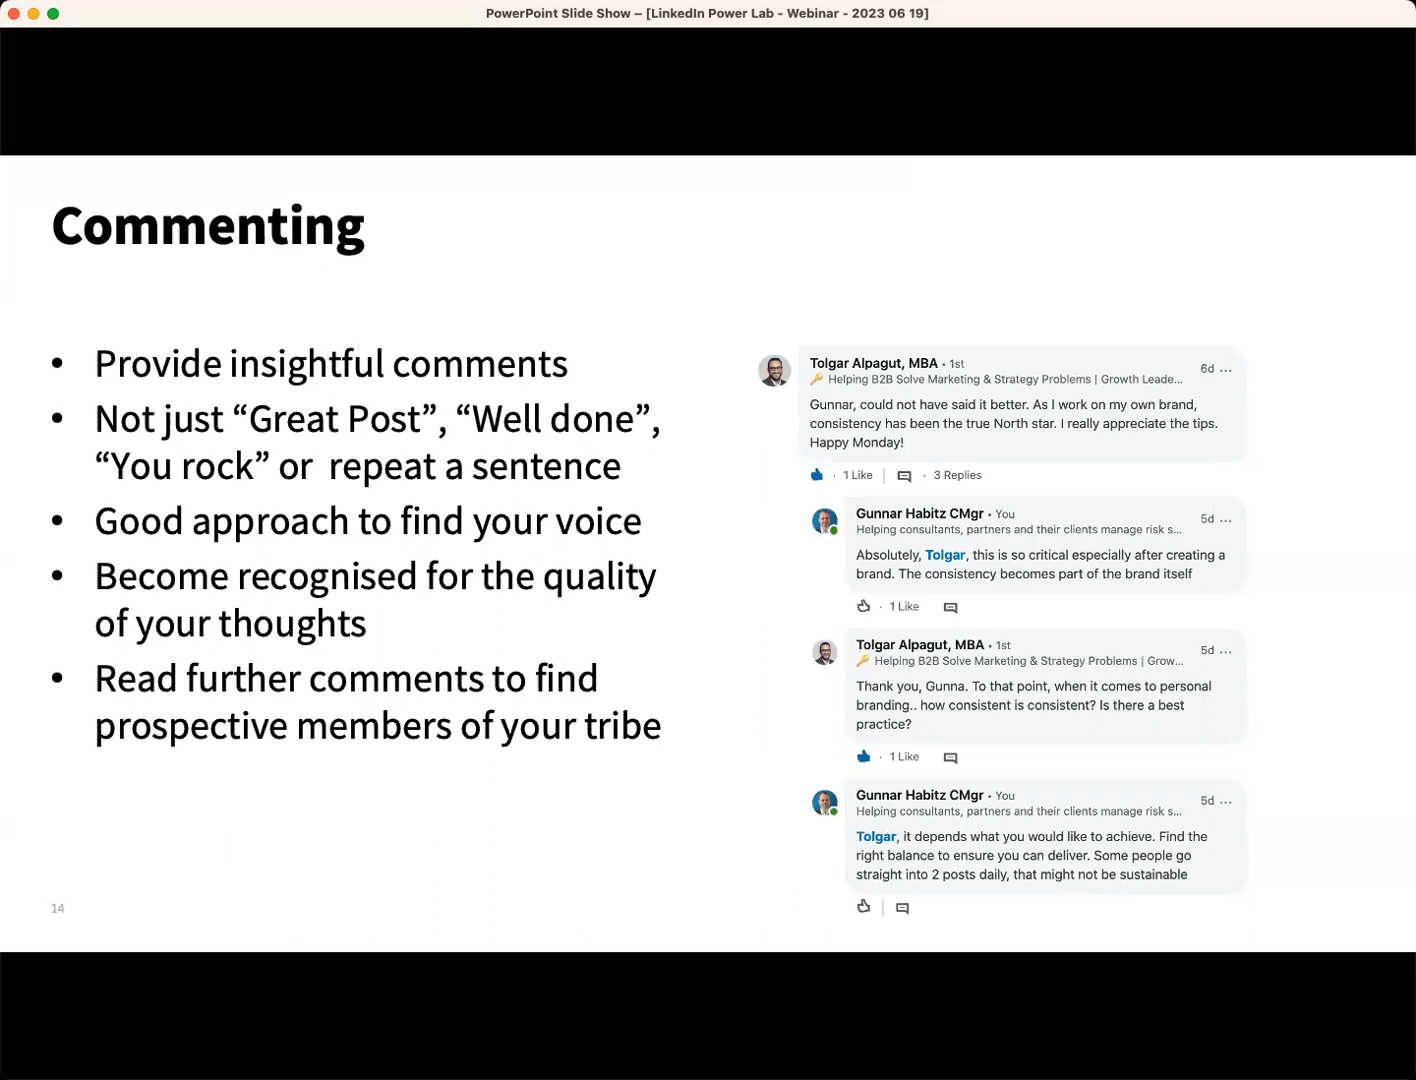 PowerPoint Slide Show – [LinkedIn Power Lab - Webinar - 2023 06 19]
Commenting
• Provide insightful comments
• Not just “Great Post”, “Well done”,
“You rock” or  repeat a sentence
• Good approach to find your voice
• Become recognised for the quality
of your thoughts
• Read further comments to find
prospective members of your tribe
14
Tolgar Alpagut, MBA • 1st
6d ...
🔑 Helping B2B Solve Marketing & Strategy Problems | Growth Leade...
Gunnar, could not have said it better. As I work on my own brand,
consistency has been the true North star. I really appreciate the tips.
Happy Monday!
· 1 Like | · 3 Replies
Gunnar Habitz CMgr • You
5d ...
Helping consultants, partners and their clients manage risk s...
Absolutely, Tolgar, this is so critical especially after creating a
brand. The consistency becomes part of the brand itself
· 1 Like
Tolgar Alpagut, MBA • 1st
5d ...
🔑 Helping B2B Solve Marketing & Strategy Problems | Grow...
Thank you, Gunna. To that point, when it comes to personal
branding.. how consistent is consistent? Is there a best
practice?
· 1 Like
Gunnar Habitz CMgr • You
5d ...
Helping consultants, partners and their clients manage risk s...
Tolgar, it depends what you would like to achieve. Find the
right balance to ensure you can deliver. Some people go
straight into 2 posts daily, that might not be sustainable